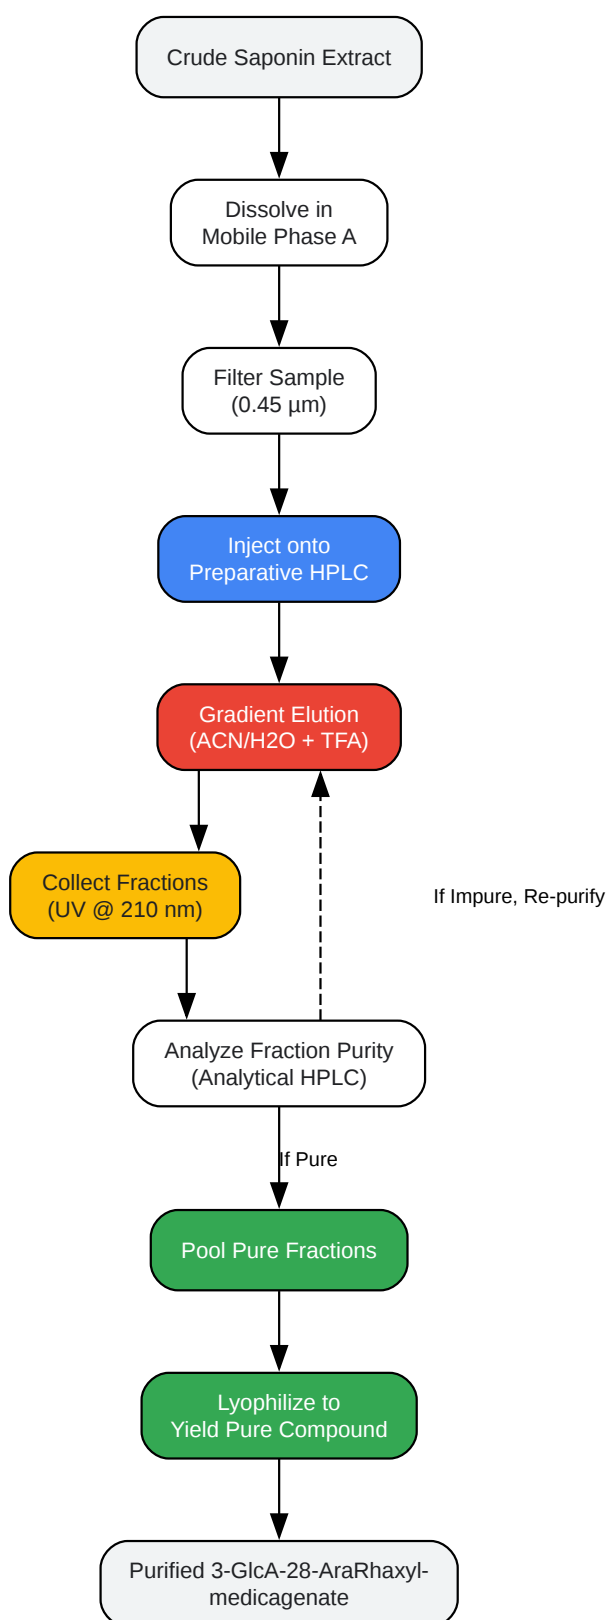 Crude Saponin Extract
Dissolve in
Mobile Phase A
Filter Sample
(0.45 µm)
Inject onto
Preparative HPLC
Gradient Elution
(ACN/H2O + TFA)
Collect Fractions
(UV @ 210 nm)
If Impure, Re-purify
Analyze Fraction Purity
(Analytical HPLC)
If Pure
Pool Pure Fractions
Lyophilize to
Yield Pure Compound
Purified 3-GlcA-28-AraRhaxyl-
medicagenate